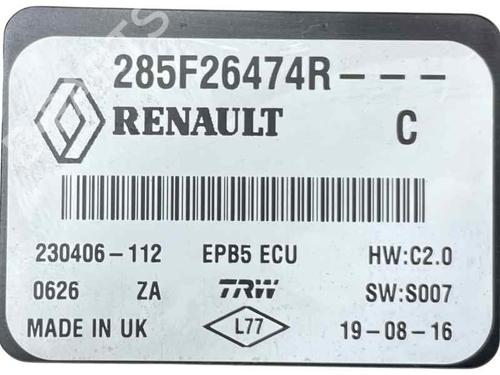 285F26474R---
RENAULT C
230406-112 EPB5 ECU HW:C2.0
0626 ZA TRW SW:S007
MADE IN UK L77 19-08-16